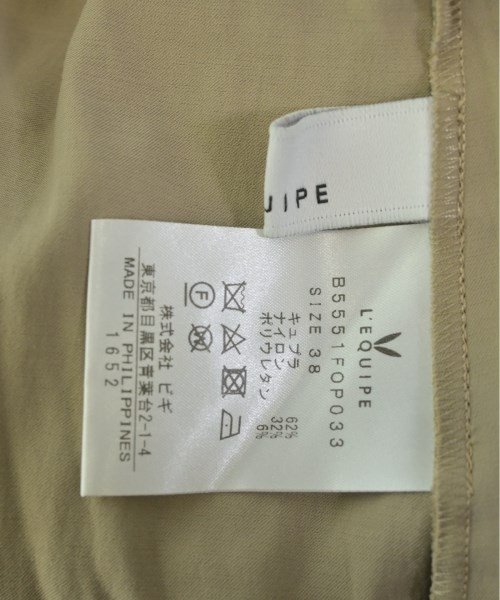 UIPE
L'EQUIPE
B5551FOP033
SIZE 38
キュプラ 62%
ナイロン 32%
ポリウレタン 6%
F
W
株式会社 ビギ
東京都目黒区青葉台2-1-4
MADE IN PHILIPPINES
1652